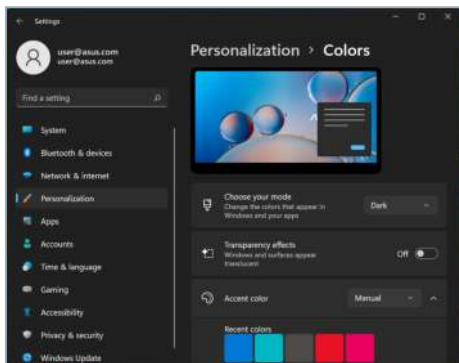 Settings
user@asus.com
user@asus.com
Find a setting
System
Bluetooth & devices
Network & internet
Personalization
Apps
Accounts
Time & language
Gaming
Accessibility
Privacy & security
Windows Update
Personalization > Colors
Choose your mode
Change the colors that appear in
Windows and your apps
Dark
Transparency effects
Windows and surfaces appear
translucent
Off
Accent color
Manual
Recent colors